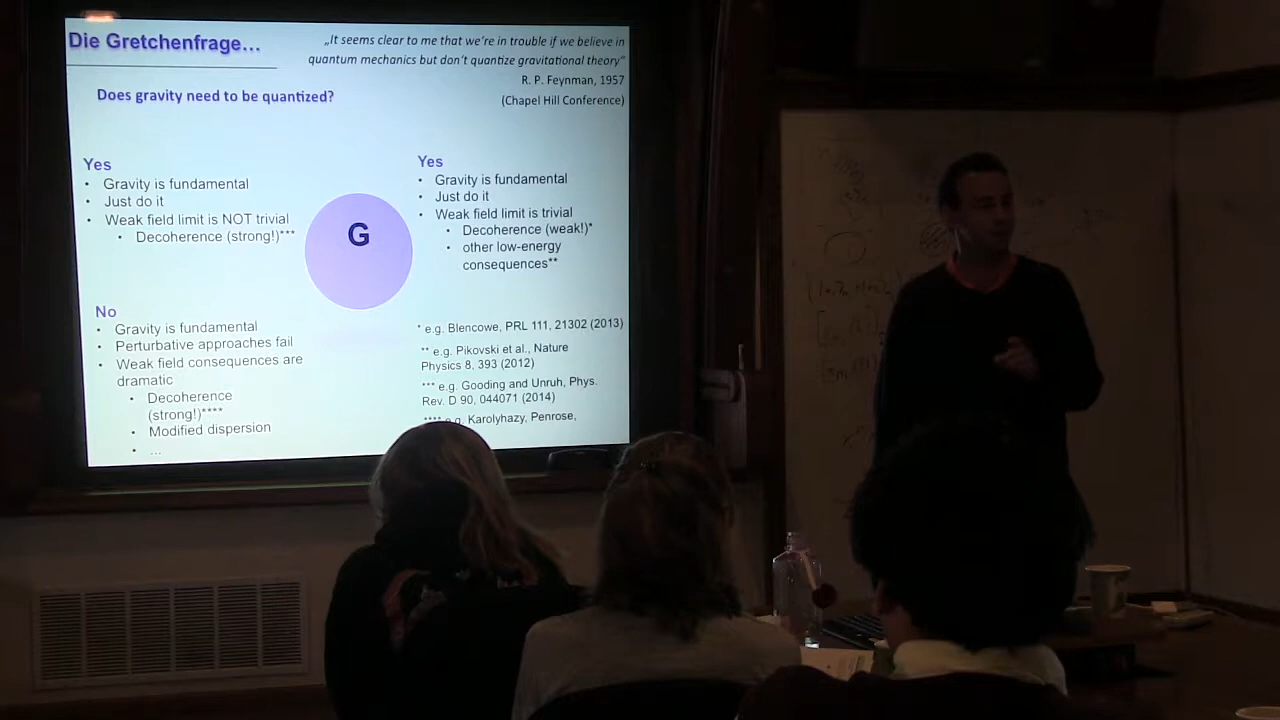 Die Gretchenfrage...
„It seems clear to me that we're in trouble if we believe in
quantum mechanics but don't quantize gravitational theory“
R. P. Feynman, 1957
(Chapel Hill Conference)
Does gravity need to be quantized?
Yes
• Gravity is fundamental
• Just do it
• Weak field limit is NOT trivial
• Decoherence (strong!)***
G
Yes
• Gravity is fundamental
• Just do it
• Weak field limit is trivial
• Decoherence (weak!)*
• other low-energy
consequences**
No
• Gravity is fundamental
• Perturbative approaches fail
• Weak field consequences are
dramatic
• Decoherence
(strong!)****
• Modified dispersion
• ...
* e.g. Blencowe, PRL 111, 21302 (2013)
** e.g. Pikovski et al., Nature
Physics 8, 393 (2012)
*** e.g. Gooding and Unruh, Phys.
Rev. D 90, 044071 (2014)
**** e.g. Karolyhazy, Penrose,